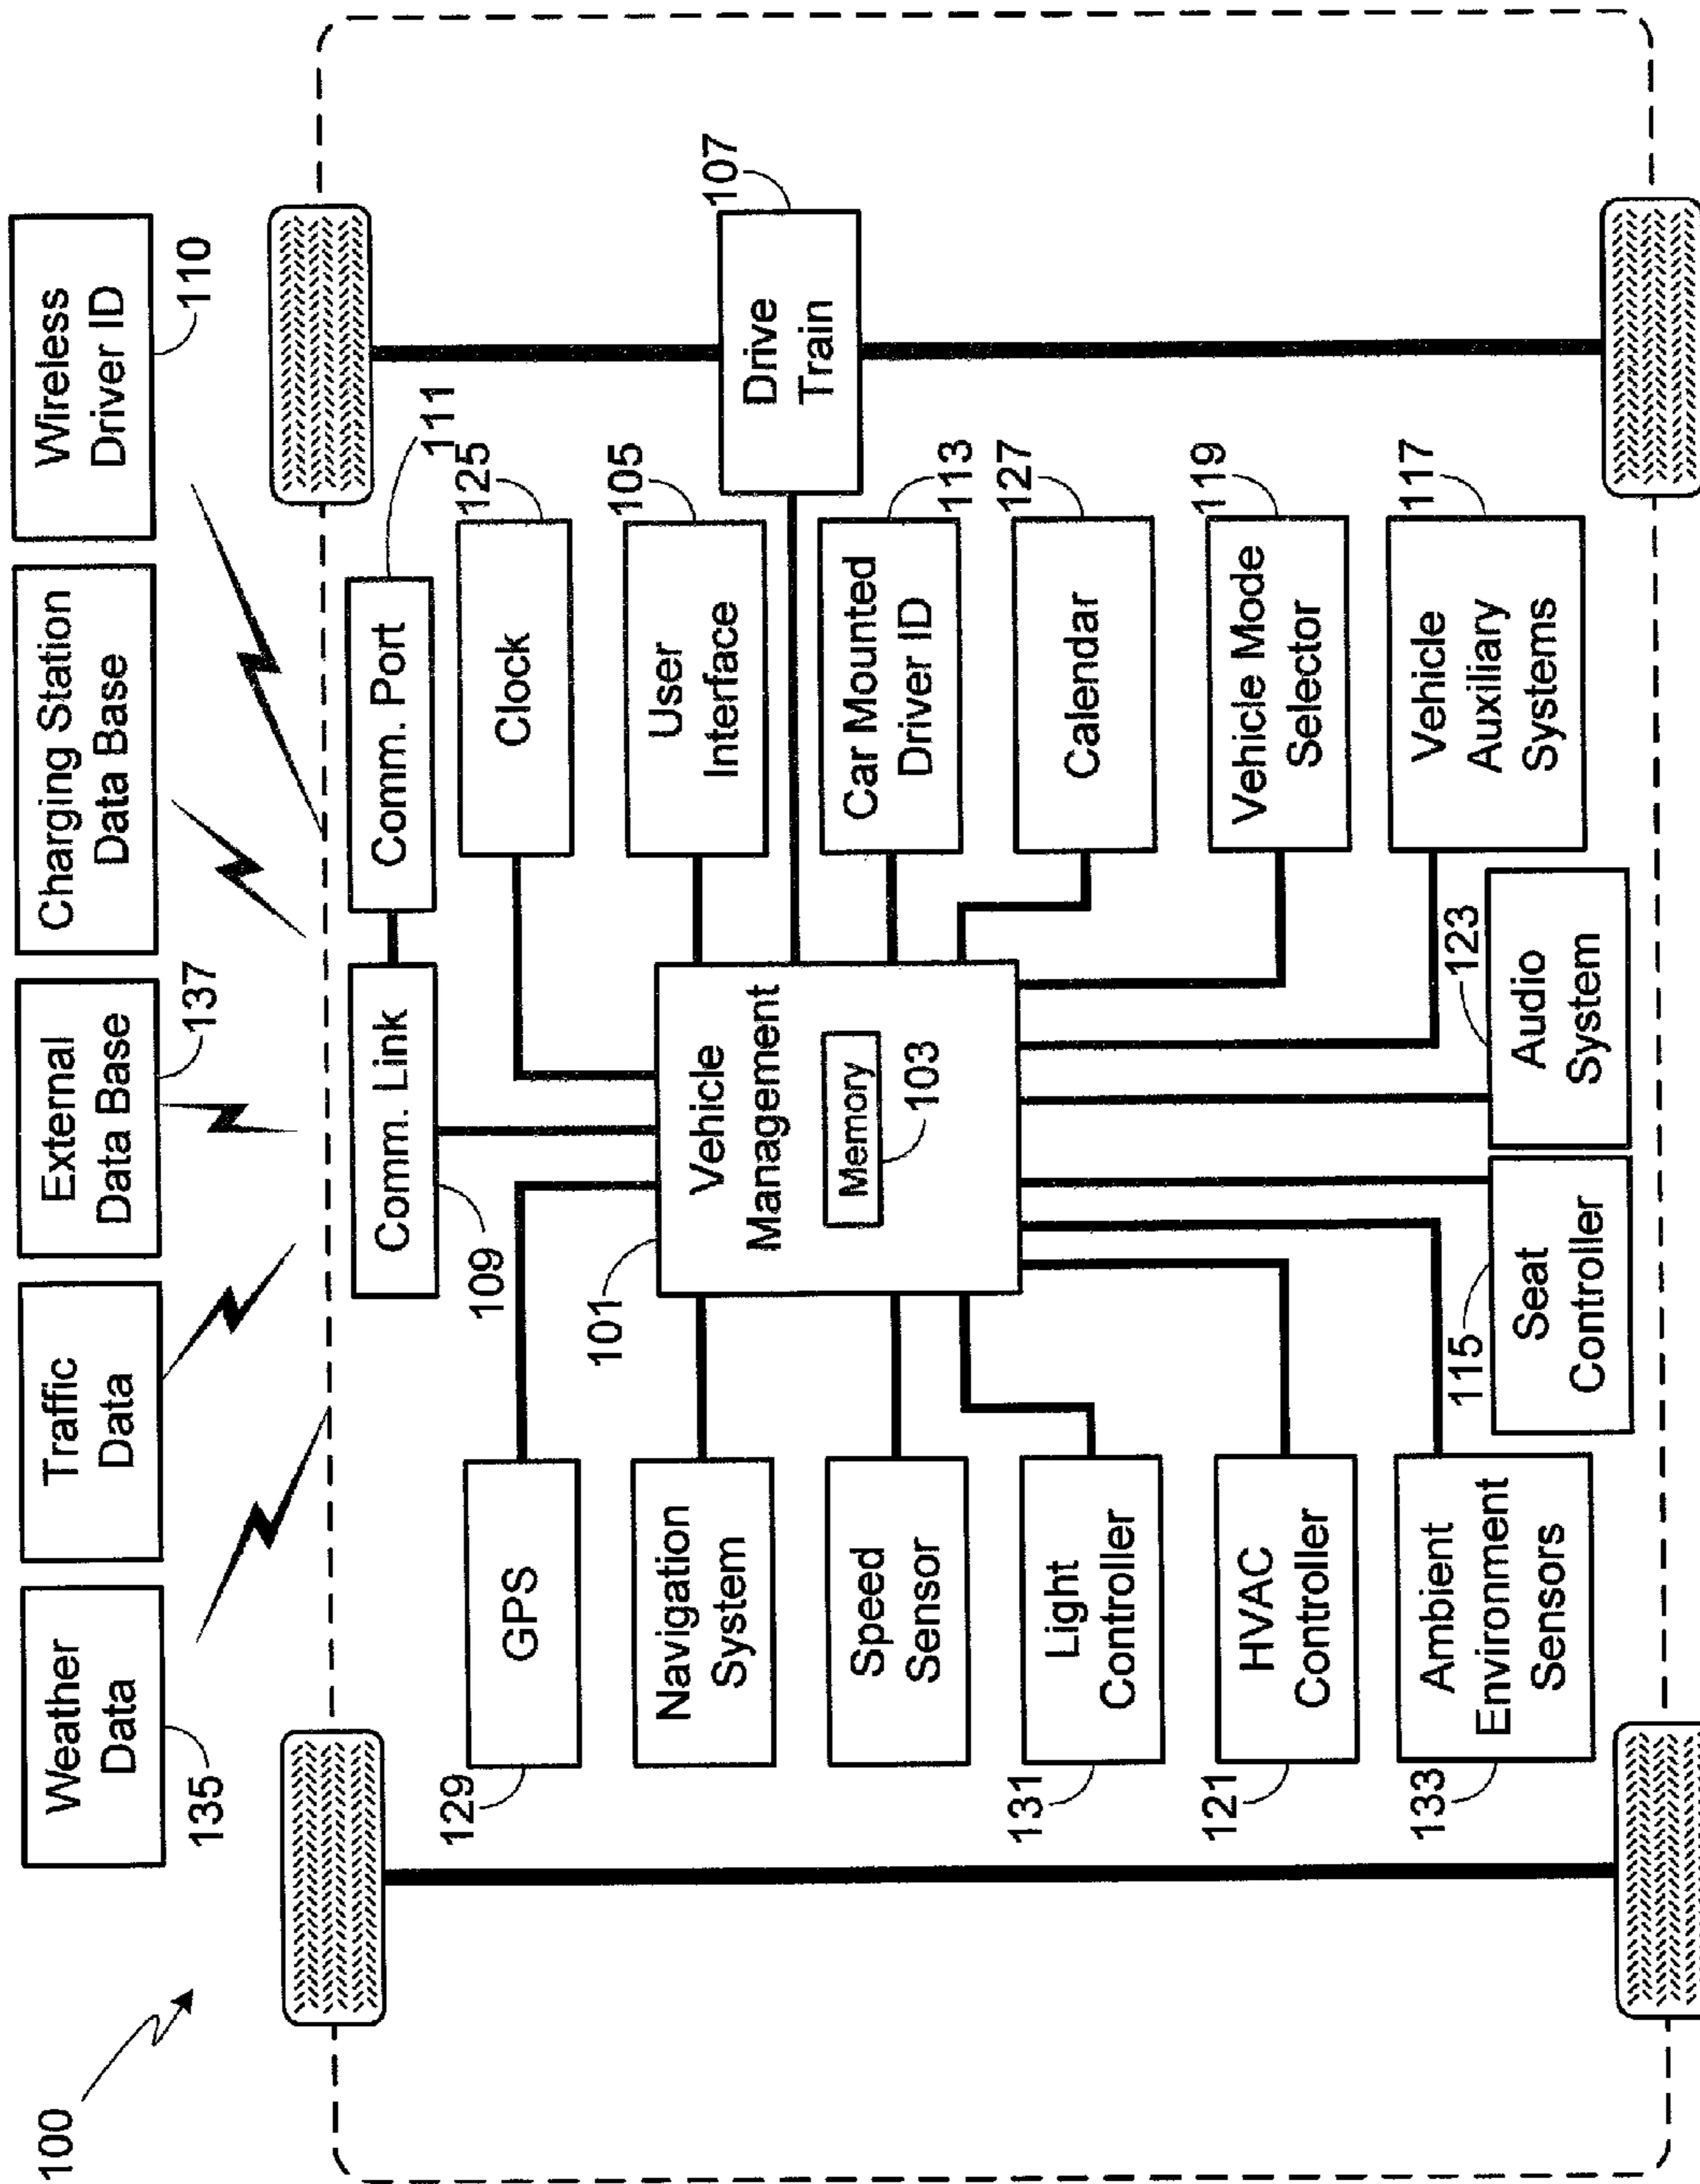 100
Weather
Data
135
Traffic
Data
External
Data Base
137
Charging Station
Data Base
Wireless
Driver ID
110
Comm. Link
109
Comm. Port
111
GPS
129
Clock
125
Navigation
System
101
Vehicle
Management
Memory
103
User
Interface
105
Drive
Train
107
Speed
Sensor
Car Mounted
Driver ID
113
Light
Controller
131
Calendar
127
HVAC
Controller
121
Vehicle Mode
Selector
119
Ambient
Environment
Sensors
133
Vehicle
Auxiliary
Systems
117
115
Seat
Controller
123
Audio
System